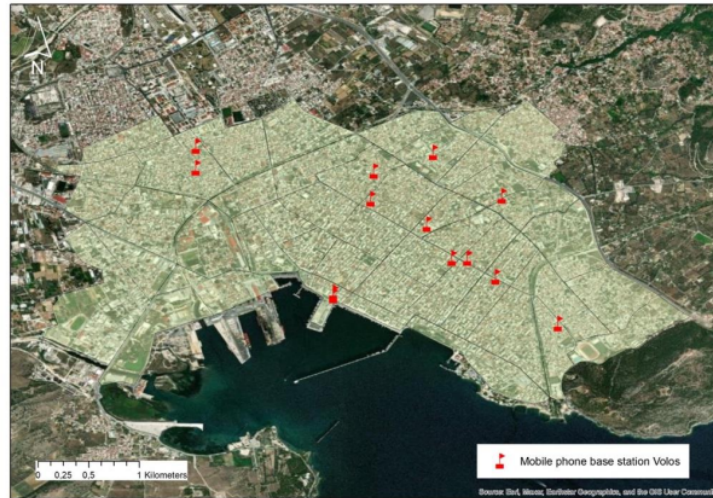 N
Mobile phone base station Volos
0 0.25 0.5 1 Kilometers
Source: Esri, Maxar, Earthstar Geographics, and the GIS User Community